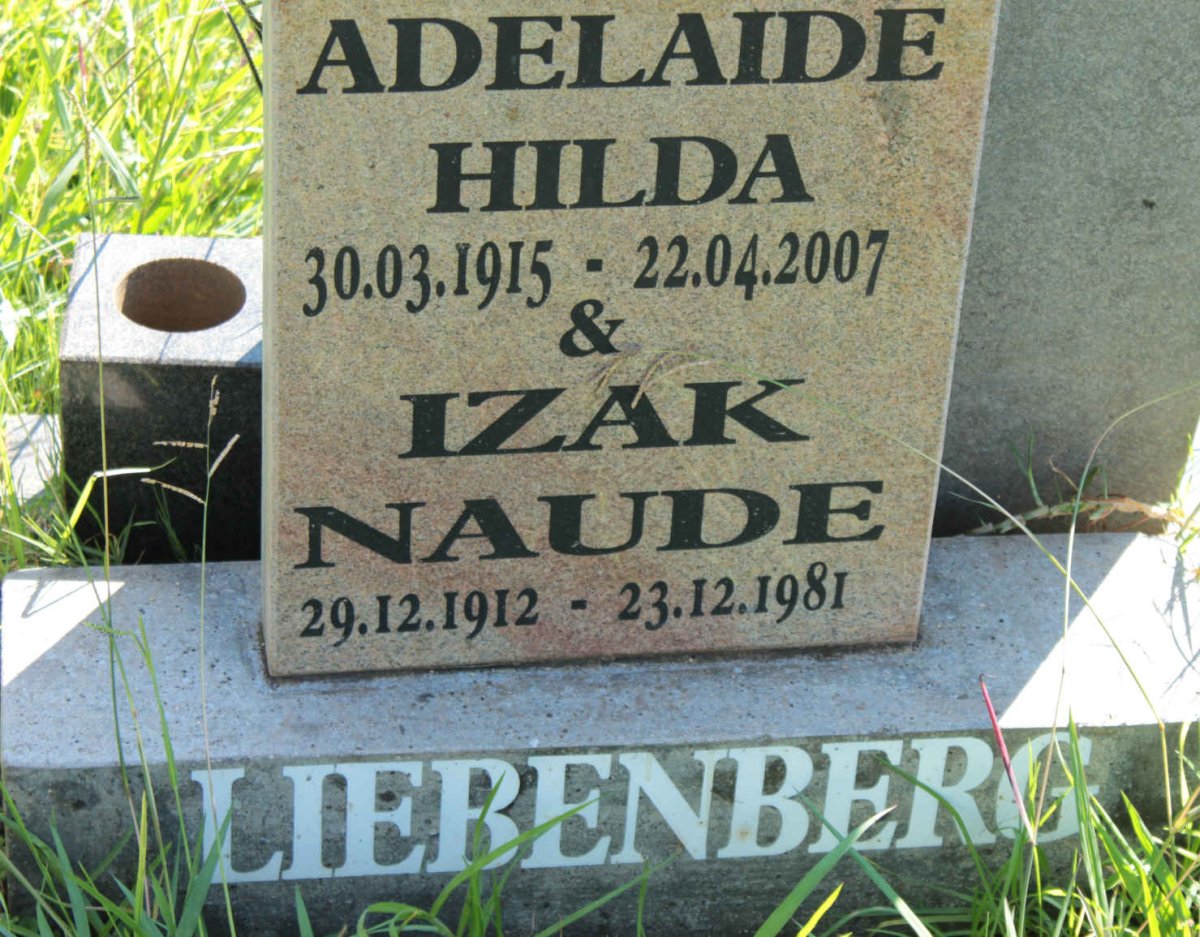 ADELAIDE
HILDA
30.03.1915 - 22.04.2007
&
IZAK
NAUDE
29.12.1912 - 23.12.1981
LIEBENBERG